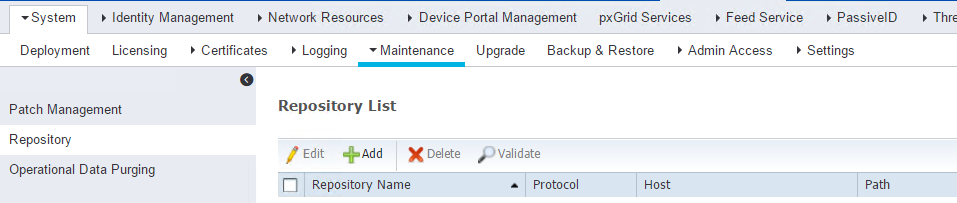 System Identity Management Network Resources Device Portal Management pxGrid Services Feed Service PassiveID
Deployment Licensing Certificates Logging Maintenance Upgrade Backup & Restore Admin Access Settings
Patch Management
Repository
Operational Data Purging
Repository List
Edit Add Delete Validate
Repository Name Protocol Host Path